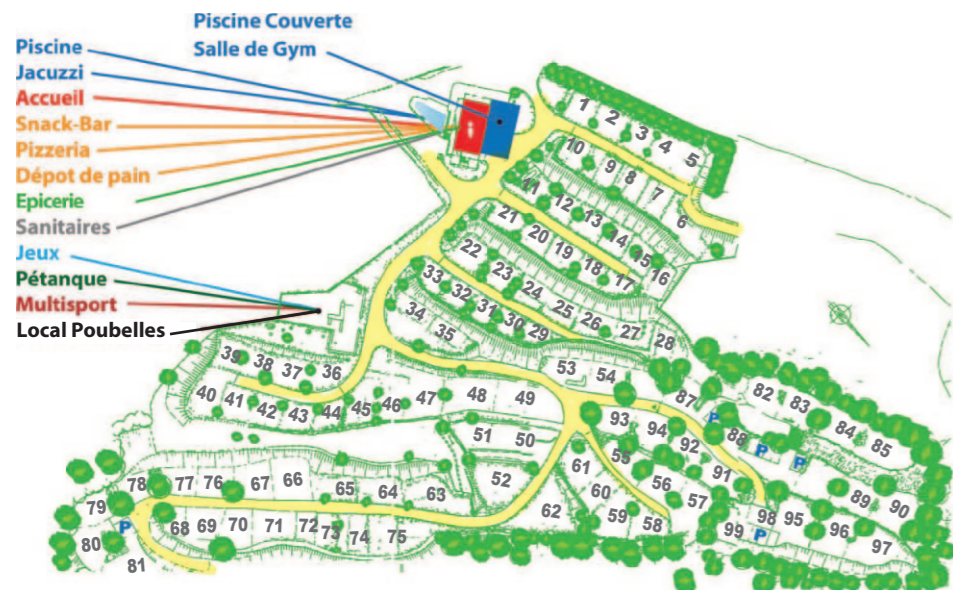 Piscine Couverte
Salle de Gym
Piscine
Jacuzzi
Accueil
Snack-Bar
Pizzeria
Dépot de pain
Epicerie
Sanitaires
Jeux
Pétanque
Multisport
Local Poubelles
i
1 2 3 4 5
10 9 8 7 6
11 12 13 14 15 16
21 20 19 18 17
22 23 24 25 26 27 28
33 32 31 30 29
34 35
39 38 37 36
53 54
40 41 42 43 44 45 46 47 48 49
87 82 83 84 85
P 88 P P
93 94 92 91
51 50
52
61 55 56 57
60 59 58
62
89 90
98 95 96 97
99 P
78 77 76 67 66 65 64 63
79 P
80
81
68 69 70 71 72 73 74 75